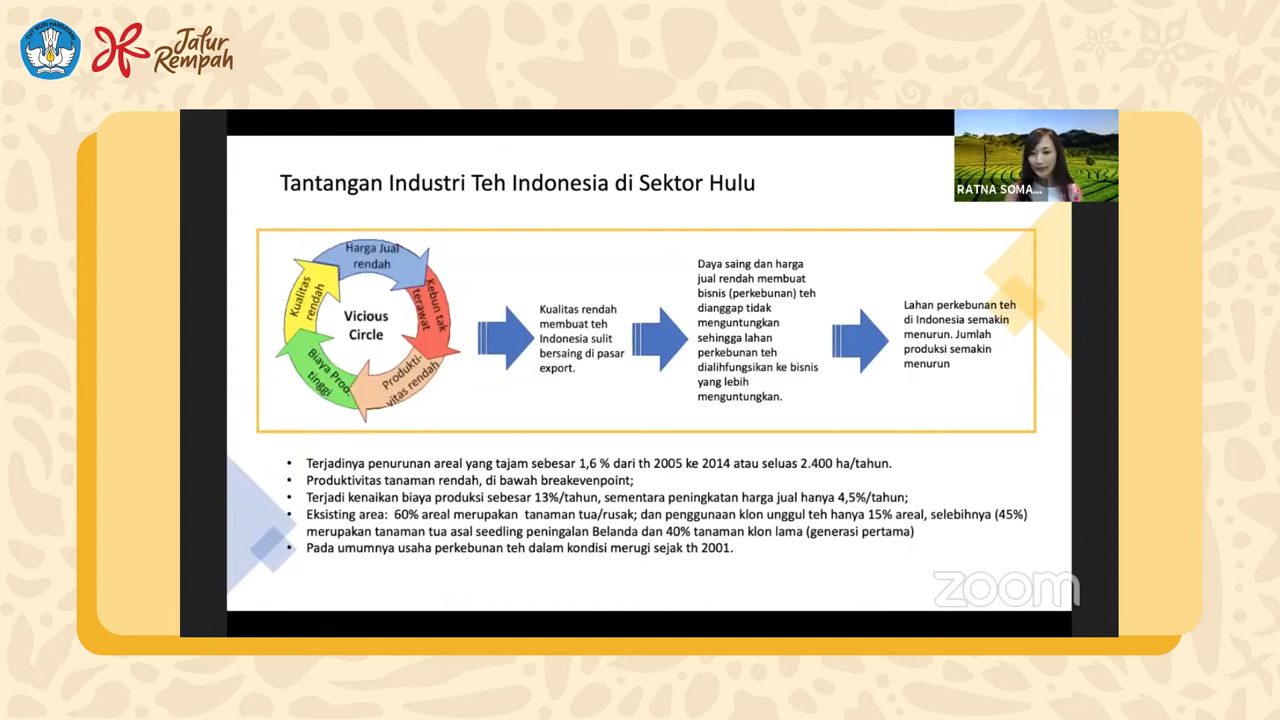 TUT WURI HANDAYANI
Jalur
Rempah
RATNA SOMA...
Tantangan Industri Teh Indonesia di Sektor Hulu
Harga Jual
rendah
Kebun tak
terawat
Produkti-
vitas rendah
Biaya Prod.
tinggi
Kualitas
rendah
Vicious
Circle
Kualitas rendah
membuat teh
Indonesia sulit
bersaing di pasar
export.
Daya saing dan harga
jual rendah membuat
bisnis (perkebunan) teh
dianggap tidak
menguntungkan
sehingga lahan
perkebunan teh
dialihfungsikan ke bisnis
yang lebih
menguntungkan.
Lahan perkebunan teh
di Indonesia semakin
menurun. Jumlah
produksi semakin
menurun
• Terjadinya penurunan areal yang tajam sebesar 1,6 % dari th 2005 ke 2014 atau seluas 2.400 ha/tahun.
• Produktivitas tanaman rendah, di bawah breakevenpoint;
• Terjadi kenaikan biaya produksi sebesar 13%/tahun, sementara peningkatan harga jual hanya 4,5%/tahun;
• Eksisting area: 60% areal merupakan tanaman tua/rusak; dan penggunaan klon unggul teh hanya 15% areal, selebihnya (45%)
merupakan tanaman tua asal seedling peningalan Belanda dan 40% tanaman klon lama (generasi pertama)
• Pada umumnya usaha perkebunan teh dalam kondisi merugi sejak th 2001.
zoom